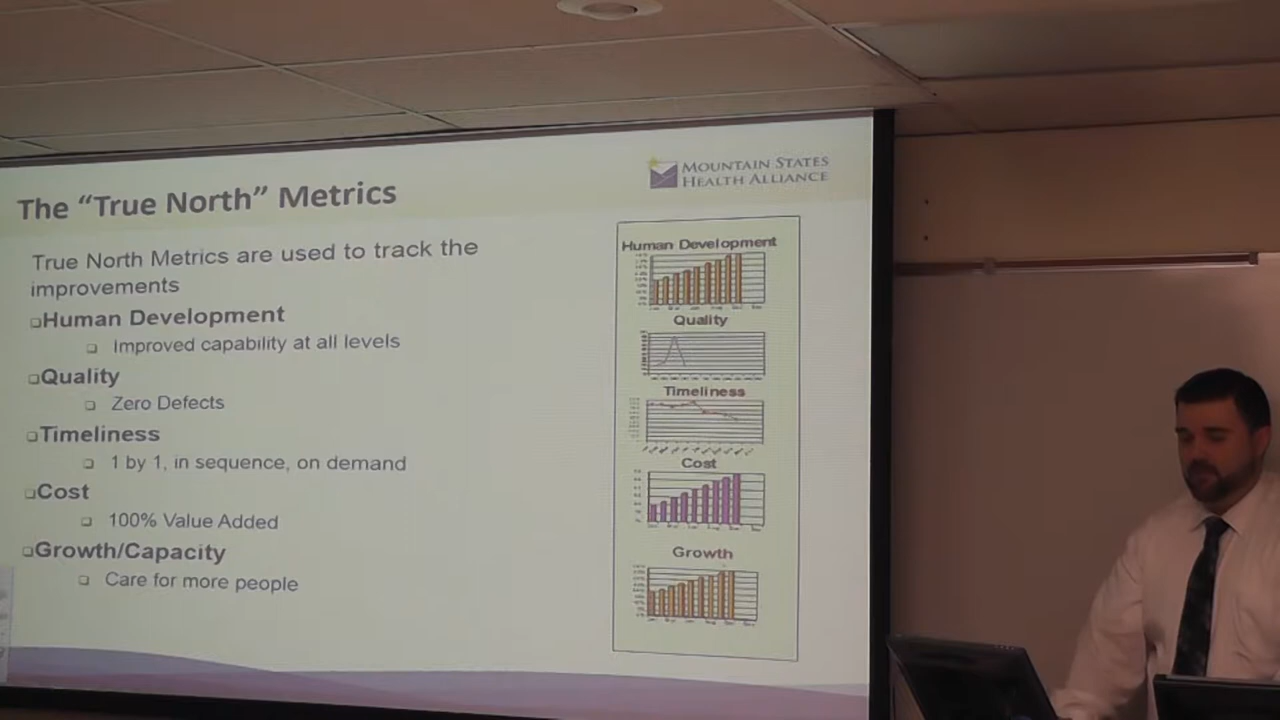 The “True North” Metrics
MOUNTAIN STATES
HEALTH ALLIANCE
True North Metrics are used to track the
improvements
Human Development
Improved capability at all levels
Quality
Zero Defects
Timeliness
1 by 1, in sequence, on demand
Cost
100% Value Added
Growth/Capacity
Care for more people
Human Development
Quality
Timeliness
Cost
Growth